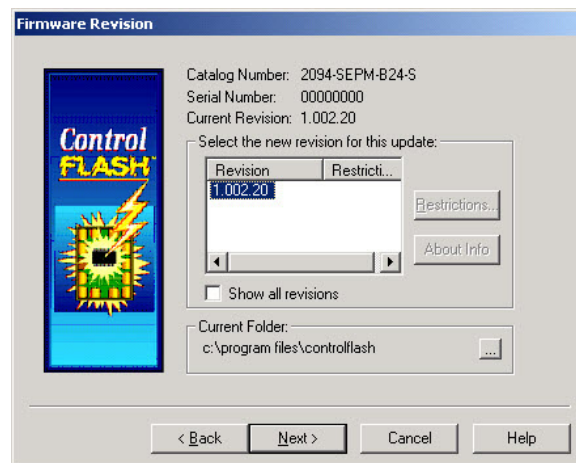 Firmware Revision
Control
FLASH
Catalog Number: 2094-SEPM-B24-S
Serial Number: 00000000
Current Revision: 1.002.20
Select the new revision for this update:
Revision Restricti...
1.002.20
Restrictions...
About Info
Show all revisions
Current Folder:
c:\program files\controlflash
...
< Back Next > Cancel Help